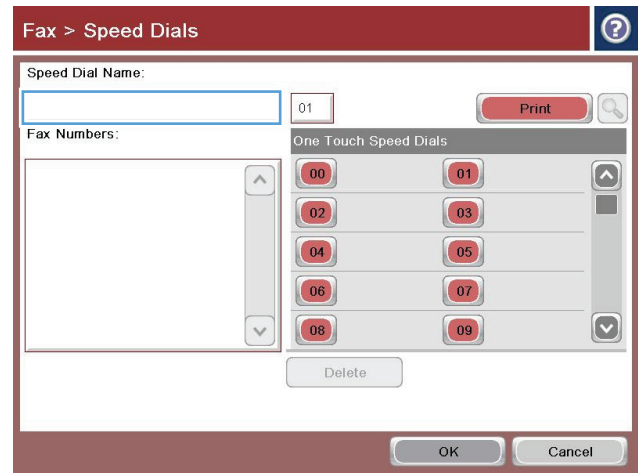 Fax > Speed Dials
?
Speed Dial Name:
01
Print
Fax Numbers:
One Touch Speed Dials
00 01
02 03
04 05
06 07
08 09
Delete
OK Cancel